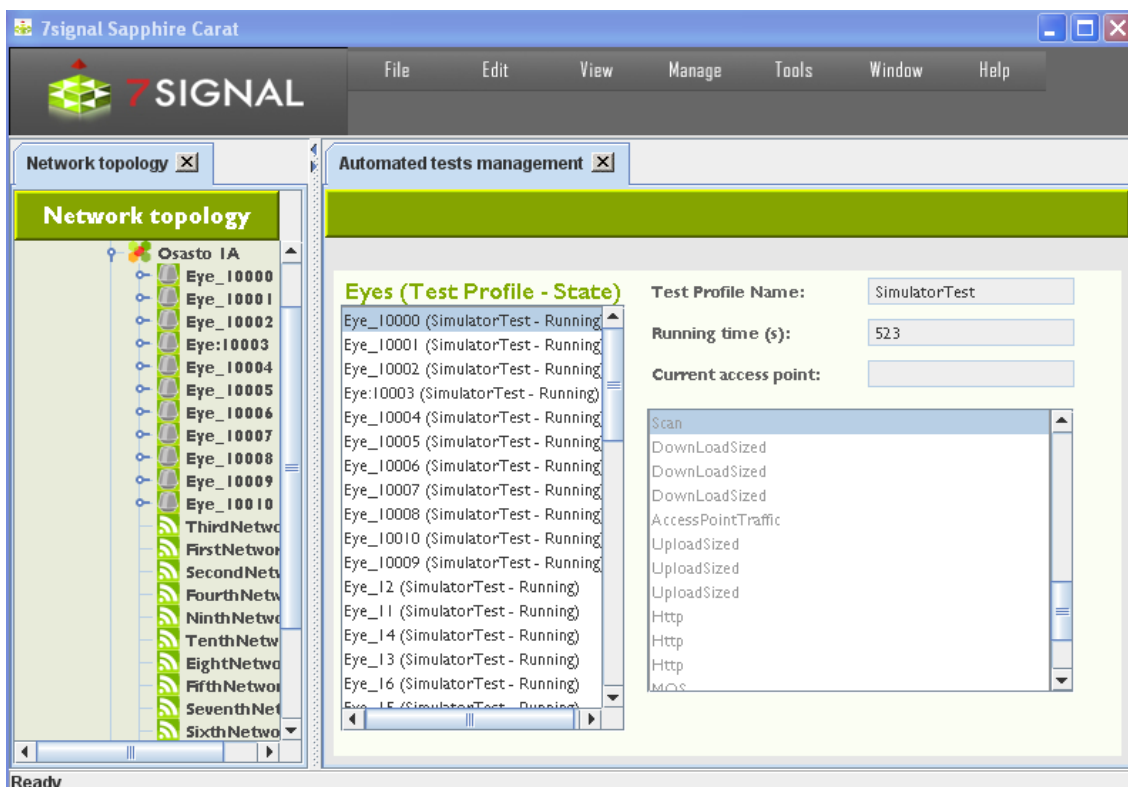 7signal Sapphire Carat
7SIGNAL
File Edit View Manage Tools Window Help
Network topology
Automated tests management
Network topology
Osasto 1A
Eye_10000
Eye_10001
Eye_10002
Eye:10003
Eye_10004
Eye_10005
Eye_10006
Eye_10007
Eye_10008
Eye_10009
Eye_10010
ThirdNetwo
FirstNetwor
SecondNetw
FourthNetw
NinthNetwo
TenthNetw
EightNetwo
FifthNetwor
SeventhNet
SixthNetwo
Eyes (Test Profile - State)
Eye_10000 (SimulatorTest - Running
Eye_10001 (SimulatorTest - Running
Eye_10002 (SimulatorTest - Running
Eye:10003 (SimulatorTest - Running)
Eye_10004 (SimulatorTest - Running
Eye_10005 (SimulatorTest - Running
Eye_10006 (SimulatorTest - Running
Eye_10007 (SimulatorTest - Running
Eye_10008 (SimulatorTest - Running
Eye_10010 (SimulatorTest - Running
Eye_10009 (SimulatorTest - Running
Eye_12 (SimulatorTest - Running)
Eye_11 (SimulatorTest - Running)
Eye_14 (SimulatorTest - Running)
Eye_13 (SimulatorTest - Running)
Eye_16 (SimulatorTest - Running)
Eye_15 (SimulatorTest - Running)
Test Profile Name: SimulatorTest
Running time (s): 523
Current access point:
Scan
DownLoadSized
DownLoadSized
DownLoadSized
AccessPointTraffic
UploadSized
UploadSized
UploadSized
Http
Http
Http
MOS
Ready